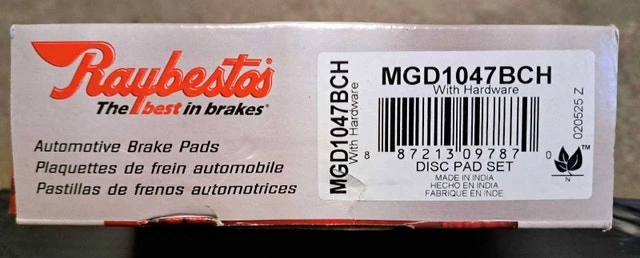 Raybestos
The best in brakes®
Automotive Brake Pads
Plaquettes de frein automobile
Pastillas de frenos automotrices
MGD1047BCH
With Hardware
MGD1047BCH
With Hardware
8 87213 09787 0
DISC PAD SET
MADE IN INDIA
HECHO EN INDIA
FABRIQUE EN INDE
020525 Z
TM
N